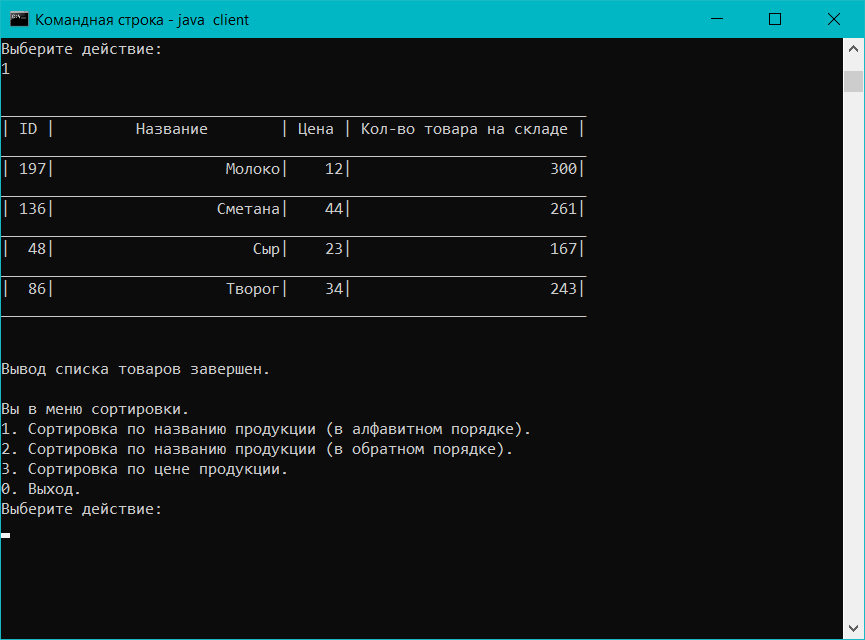 Командная строка - java client
Выберите действие:
1
| ID | Название | Цена | Кол-во товара на складе |
| 197| Молоко| 12| 300|
| 136| Сметана| 44| 261|
| 48| Сыр| 23| 167|
| 86| Творог| 34| 243|
Вывод списка товаров завершен.
Вы в меню сортировки.
1. Сортировка по названию продукции (в алфавитном порядке).
2. Сортировка по названию продукции (в обратном порядке).
3. Сортировка по цене продукции.
0. Выход.
Выберите действие: